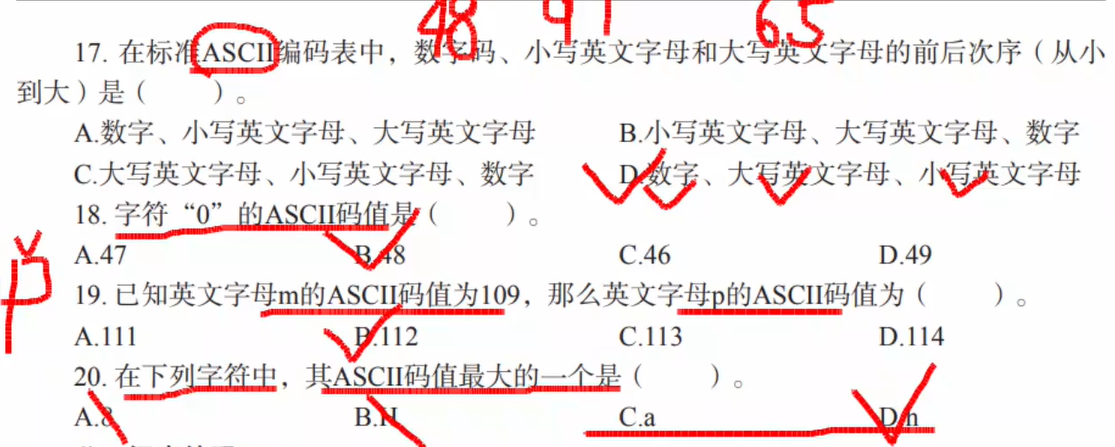 48 97 65
17. 在标准ASCII编码表中，数字码、小写英文字母和大写英文字母的前后次序（从小
到大）是（　　）。
A.数字、小写英文字母、大写英文字母 B.小写英文字母、大写英文字母、数字
C.大写英文字母、小写英文字母、数字 D.数字、大写英文字母、小写英文字母
18. 字符“0”的ASCII码值是（　　）。
A.47 B.48 C.46 D.49
19. 已知英文字母m的ASCII码值为109，那么英文字母p的ASCII码值为（　　）。
A.111 B.112 C.113 D.114
20. 在下列字符中，其ASCII码值最大的一个是（　　）。
A.8 B.H C.a D.h